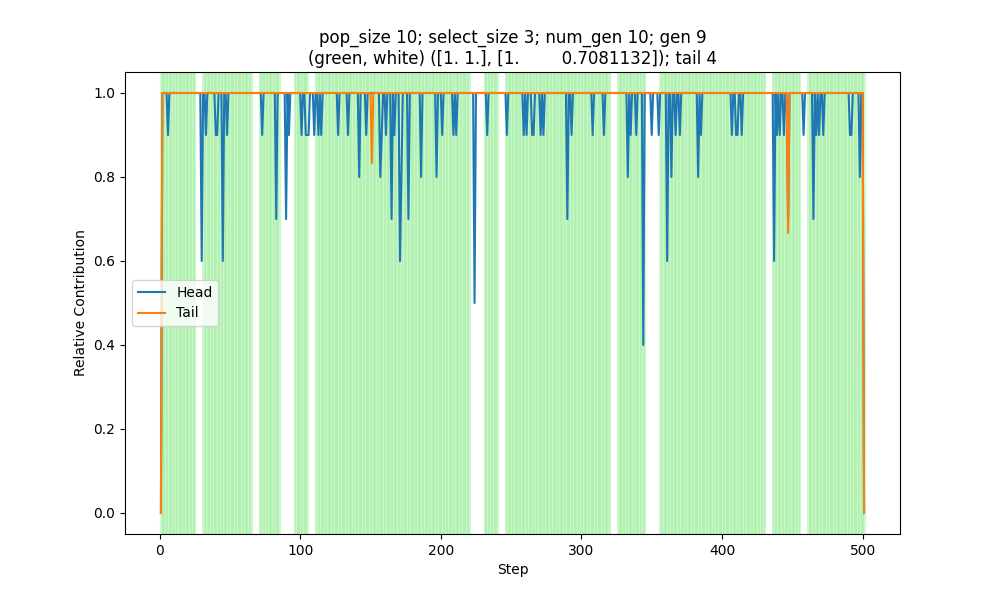 pop_size 10; select_size 3; num_gen 10; gen 9
(green, white) ([1. 1.], [1.        0.7081132]); tail 4
1.0
0.8
0.6
0.4
0.2
0.0
Relative Contribution
Head
Tail
0 100 200 300 400 500
Step